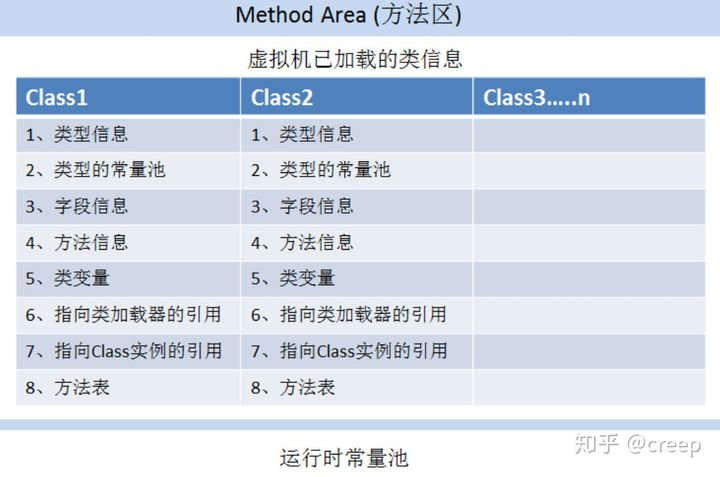 Method Area (方法区)
虚拟机已加载的类信息
Class1 Class2 Class3.....n
1、类型信息 1、类型信息
2、类型的常量池 2、类型的常量池
3、字段信息 3、字段信息
4、方法信息 4、方法信息
5、类变量 5、类变量
6、指向类加载器的引用 6、指向类加载器的引用
7、指向Class实例的引用 7、指向Class实例的引用
8、方法表 8、方法表
知乎 @creep
运行时常量池